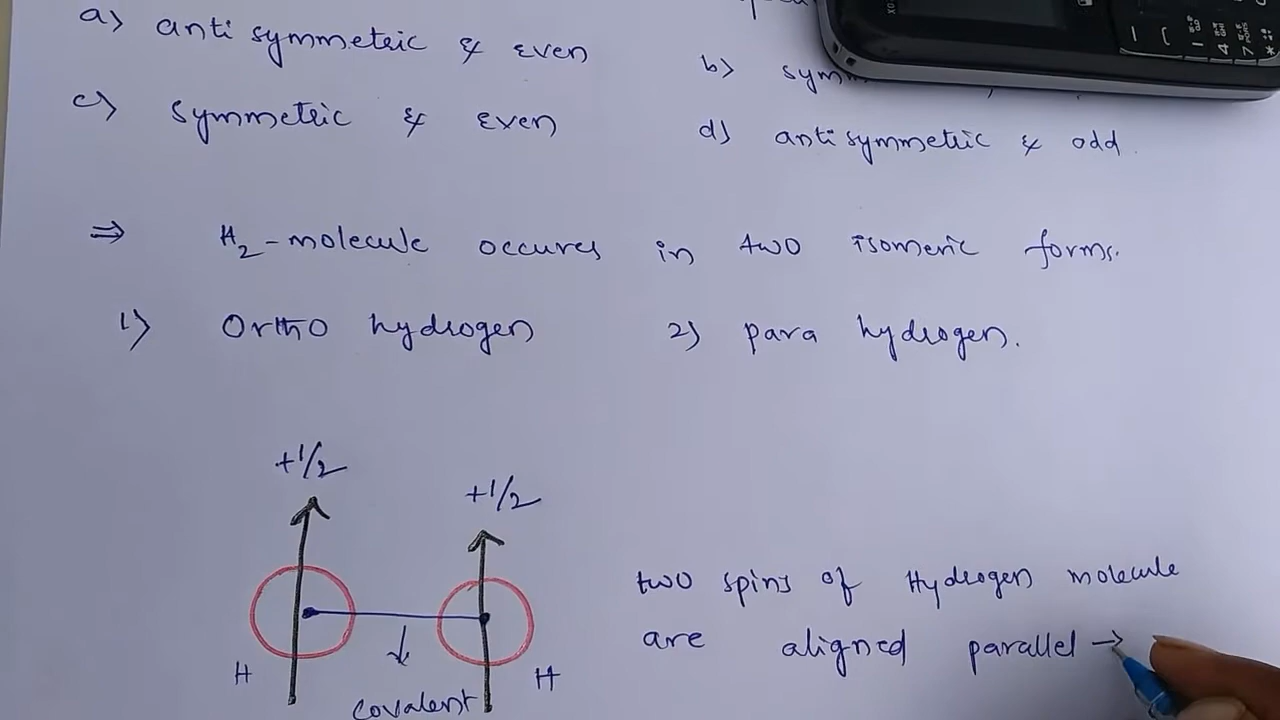 a) anti symmetric & even
b) sym
c) symmetric & even
d) anti symmetric & odd.
⇒ H2-molecule occures in two isomeric forms.
1) Ortho hydrogen 2) para hydrogen.
+1/2 +1/2
two spins of Hydrogen molecule
are aligned parallel →
H H
covalent